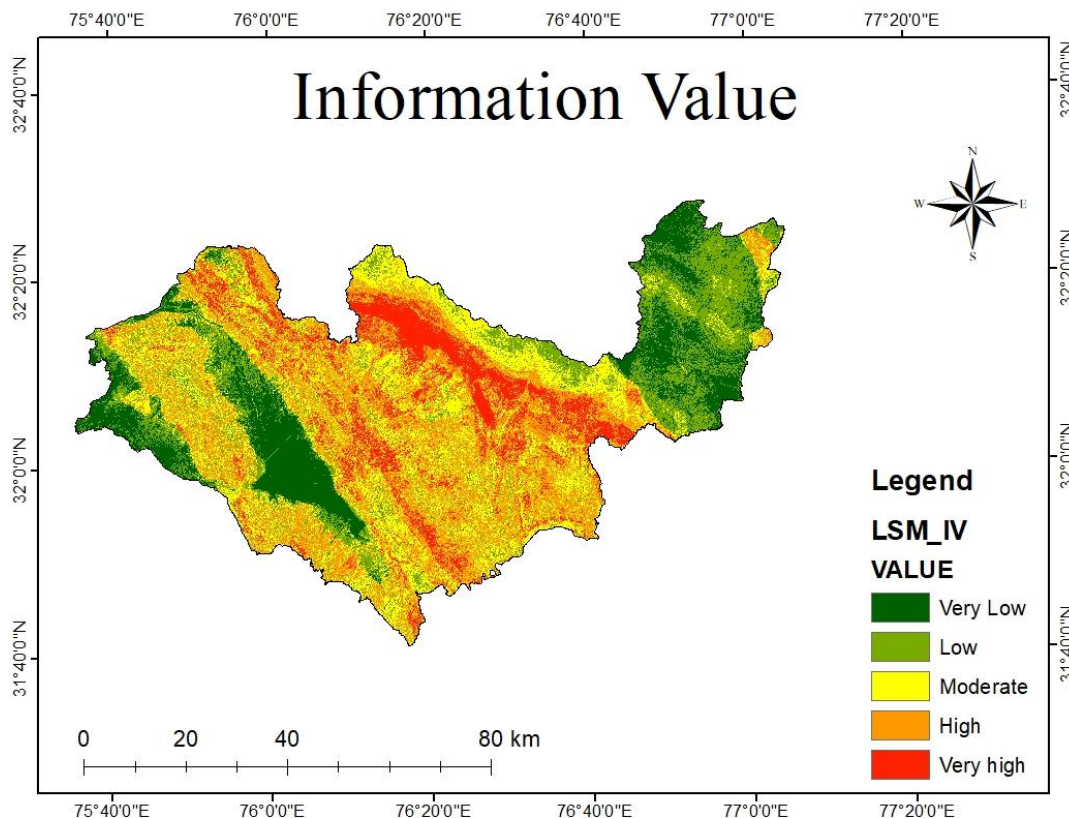 75°40'0"E 76°0'0"E 76°20'0"E 76°40'0"E 77°0'0"E 77°20'0"E
Information Value
32°40'0"N
32°40'0"N
N
W E
S
32°20'0"N
32°20'0"N
32°0'0"N
32°0'0"N
Legend
LSM_IV
VALUE
Very Low
Low
Moderate
High
Very high
31°40'0"N
31°40'0"N
0 20 40 80 km
75°40'0"E 76°0'0"E 76°20'0"E 76°40'0"E 77°0'0"E 77°20'0"E